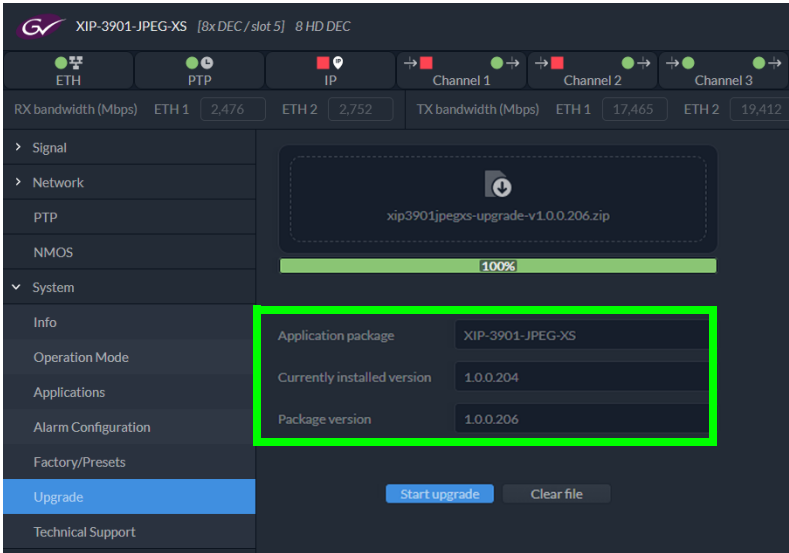 GV XIP-3901-JPEG-XS [8x DEC / slot 5] 8 HD DEC
ETH PTP IP Channel 1 Channel 2 Channel 3
RX bandwidth (Mbps) ETH 1 2,476 ETH 2 2,752 TX bandwidth (Mbps) ETH 1 17,465 ETH 2 19,412
Signal
Network
PTP
NMOS
System
Info
Operation Mode
Applications
Alarm Configuration
Factory/Presets
Upgrade
Technical Support
xip3901jpegxs-upgrade-v1.0.0.206.zip
100%
Application package XIP-3901-JPEG-XS
Currently installed version 1.0.0.204
Package version 1.0.0.206
Start upgrade Clear file